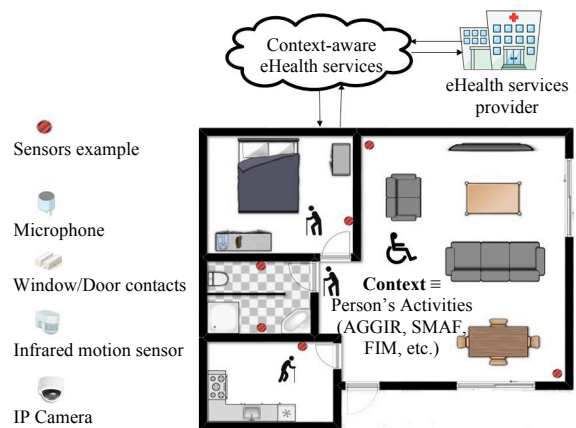 Context-aware
eHealth services
eHealth services
provider
Sensors example
Microphone
Window/Door contacts
Infrared motion sensor
IP Camera
Context ≡
Person's Activities
(AGGIR, SMAF,
FIM, etc.)